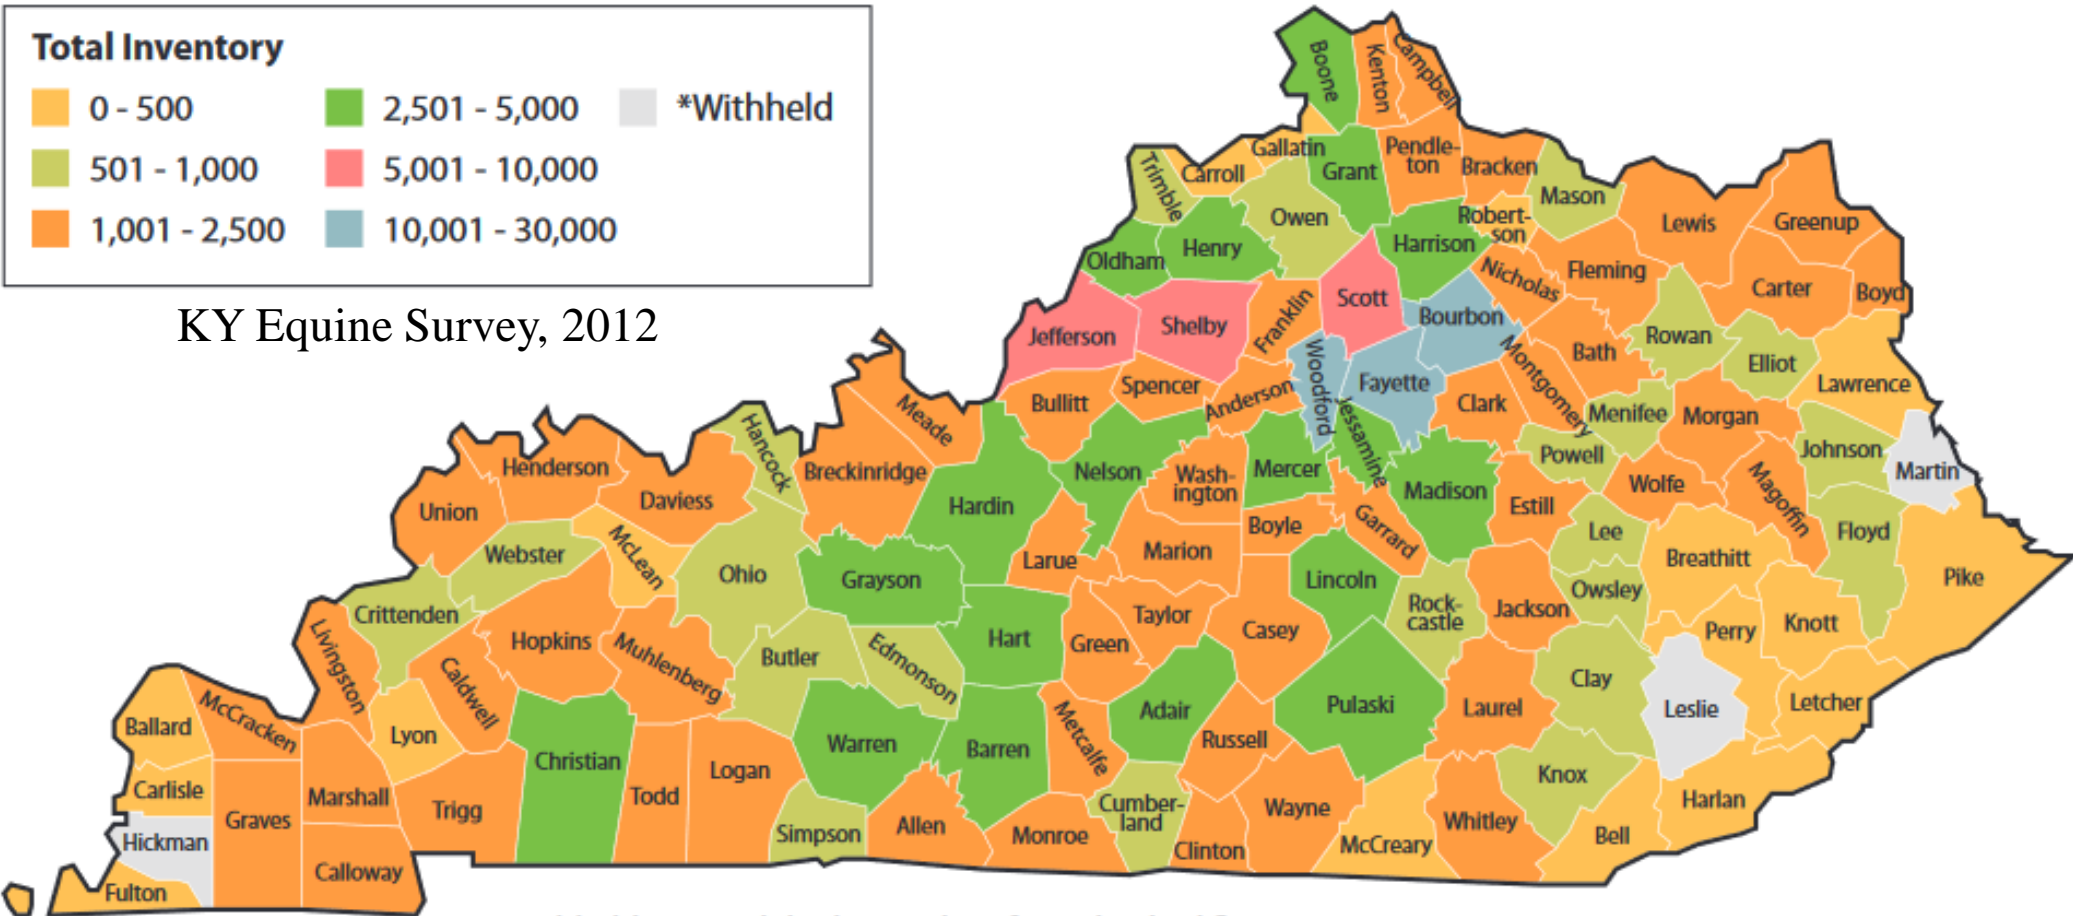 Total Inventory
0 - 500
2,501 - 5,000
*Withheld
501 - 1,000
5,001 - 10,000
1,001 - 2,500
10,001 - 30,000
KY Equine Survey, 2012
Boone
Kenton
Campbell
Gallatin
Carroll
Trimble
Grant
Pendle-
ton
Bracken
Mason
Robert-
son
Lewis
Greenup
Owen
Henry
Oldham
Harrison
Nicholas
Fleming
Carter
Boyd
Jefferson
Shelby
Franklin
Scott
Bourbon
Rowan
Elliot
Lawrence
Bullitt
Spencer
Anderson
Woodford
Fayette
Jessamine
Clark
Montgomery
Bath
Menifee
Morgan
Johnson
Martin
Meade
Breckinridge
Hancock
Daviess
Henderson
Union
Webster
McLean
Ohio
Grayson
Hardin
Nelson
Wash-
ington
Mercer
Madison
Estill
Powell
Wolfe
Magoffin
Floyd
Larue
Marion
Boyle
Garrard
Lee
Breathitt
Pike
Lincoln
Rock-
castle
Jackson
Owsley
Perry
Knott
Crittenden
Livingston
Caldwell
Hopkins
Muhlenberg
Butler
Edmonson
Hart
Green
Taylor
Casey
Pulaski
Laurel
Clay
Leslie
Letcher
Ballard
McCracken
Lyon
Christian
Warren
Barren
Metcalfe
Adair
Russell
Carlisle
Hickman
Fulton
Graves
Marshall
Calloway
Trigg
Todd
Logan
Simpson
Allen
Monroe
Cumber-
land
Clinton
Wayne
McCreary
Whitley
Knox
Bell
Harlan